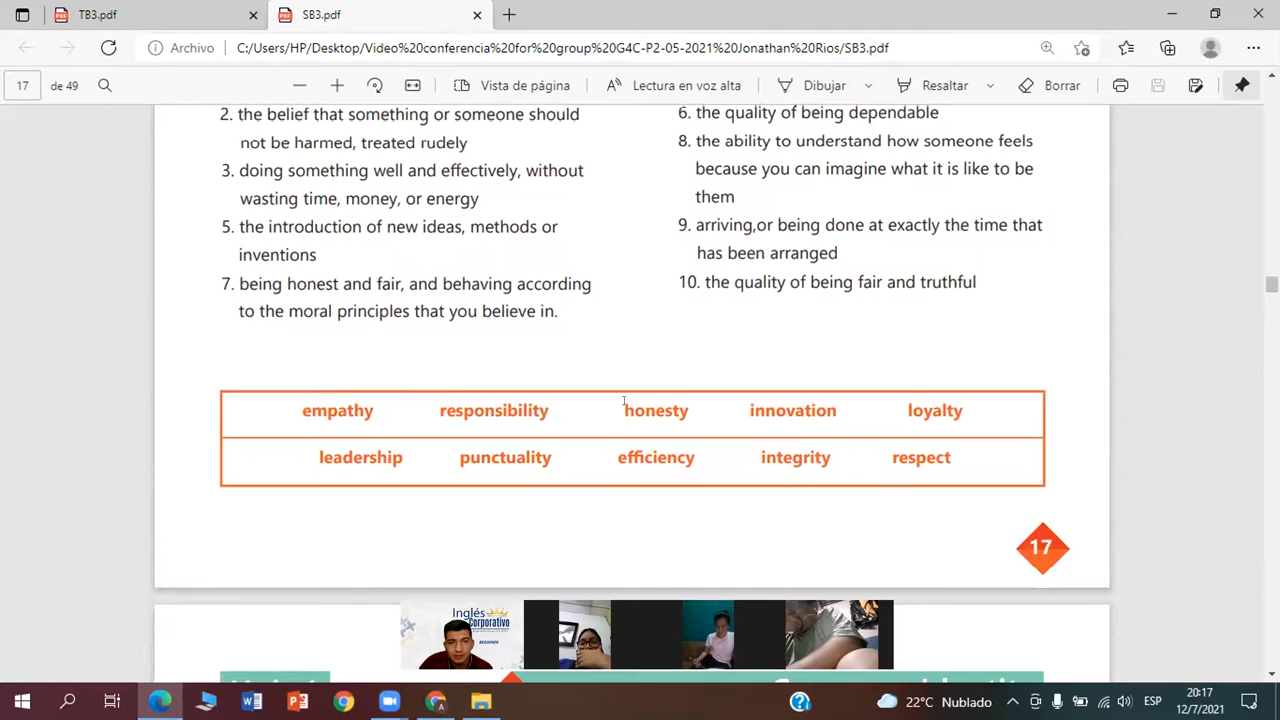 TB3.pdf
SB3.pdf
Archivo
C:/Users/HP/Desktop/Video%20conferencia%20for%20group%20G4C-P2-05-2021%20Jonathan%20Rios/SB3.pdf
17 de 49
Vista de página
Lectura en voz alta
Dibujar
Resaltar
Borrar
2. the belief that something or someone should
not be harmed, treated rudely
3. doing something well and effectively, without
wasting time, money, or energy
5. the introduction of new ideas, methods or
inventions
7. being honest and fair, and behaving according
to the moral principles that you believe in.
6. the quality of being dependable
8. the ability to understand how someone feels
because you can imagine what it is like to be
them
9. arriving,or being done at exactly the time that
has been arranged
10. the quality of being fair and truthful
empathy responsibility honesty innovation loyalty
leadership punctuality efficiency integrity respect
17
Inglés
Corporativo
BEGINNER
22°C Nublado
ESP
20:17
12/7/2021